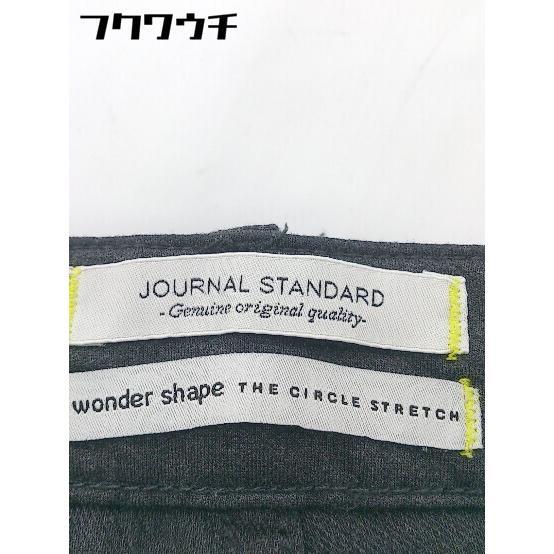 フクワウチ
JOURNAL STANDARD
- Genuine original quality-
wonder shape THE CIRCLE STRETCH